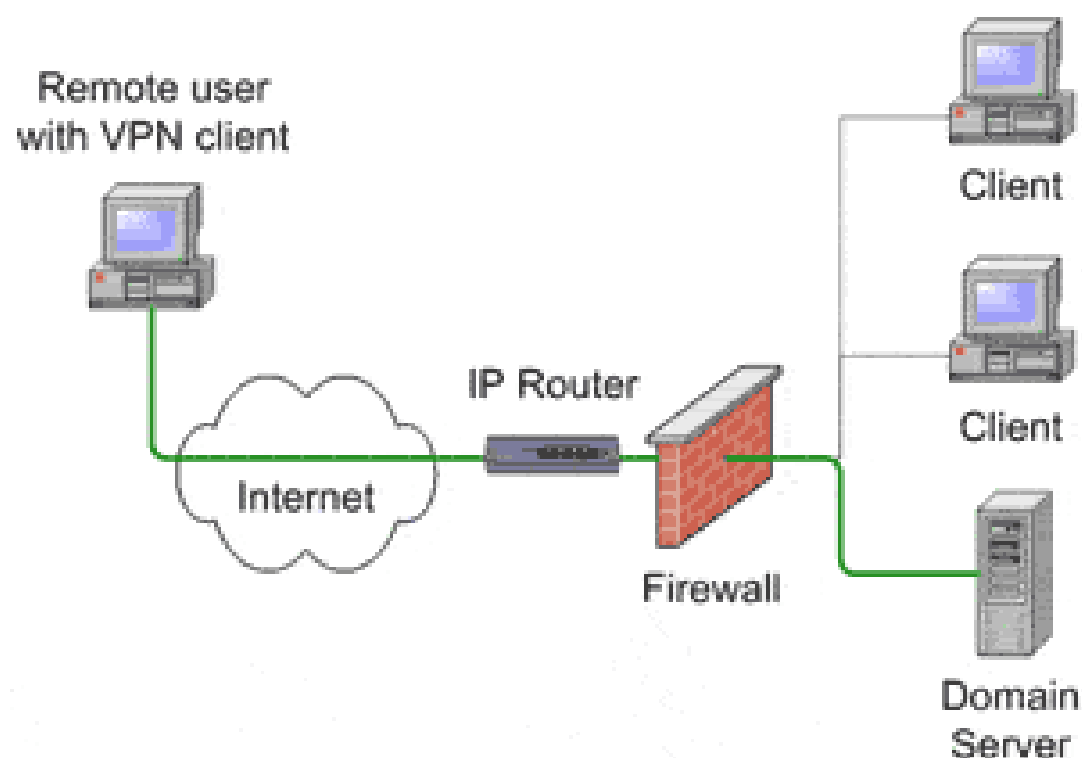 Remote user
with VPN client
Internet
IP Router
Firewall
Client
Client
Domain
Server